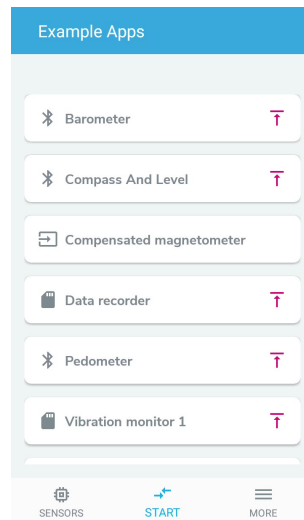 Example Apps
Barometer
Compass And Level
Compensated magnetometer
Data recorder
Pedometer
Vibration monitor 1
SENSORS START MORE